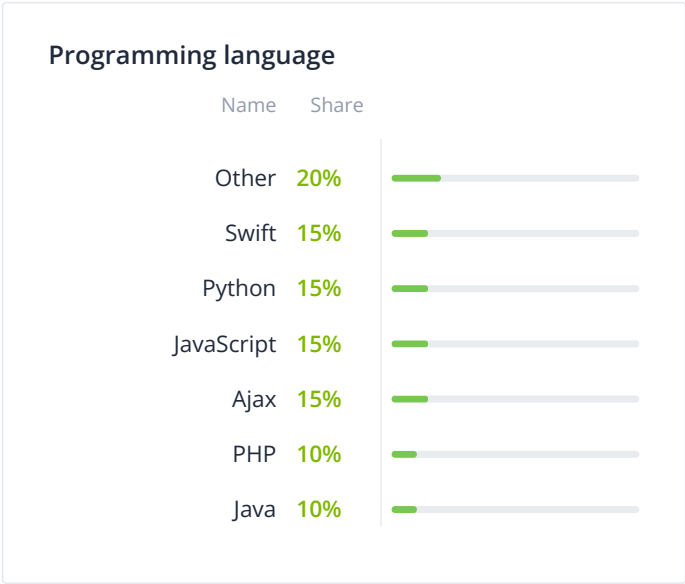 Programming language
Name Share
Other 20%
Swift 15%
Python 15%
JavaScript 15%
Ajax 15%
PHP 10%
Java 10%